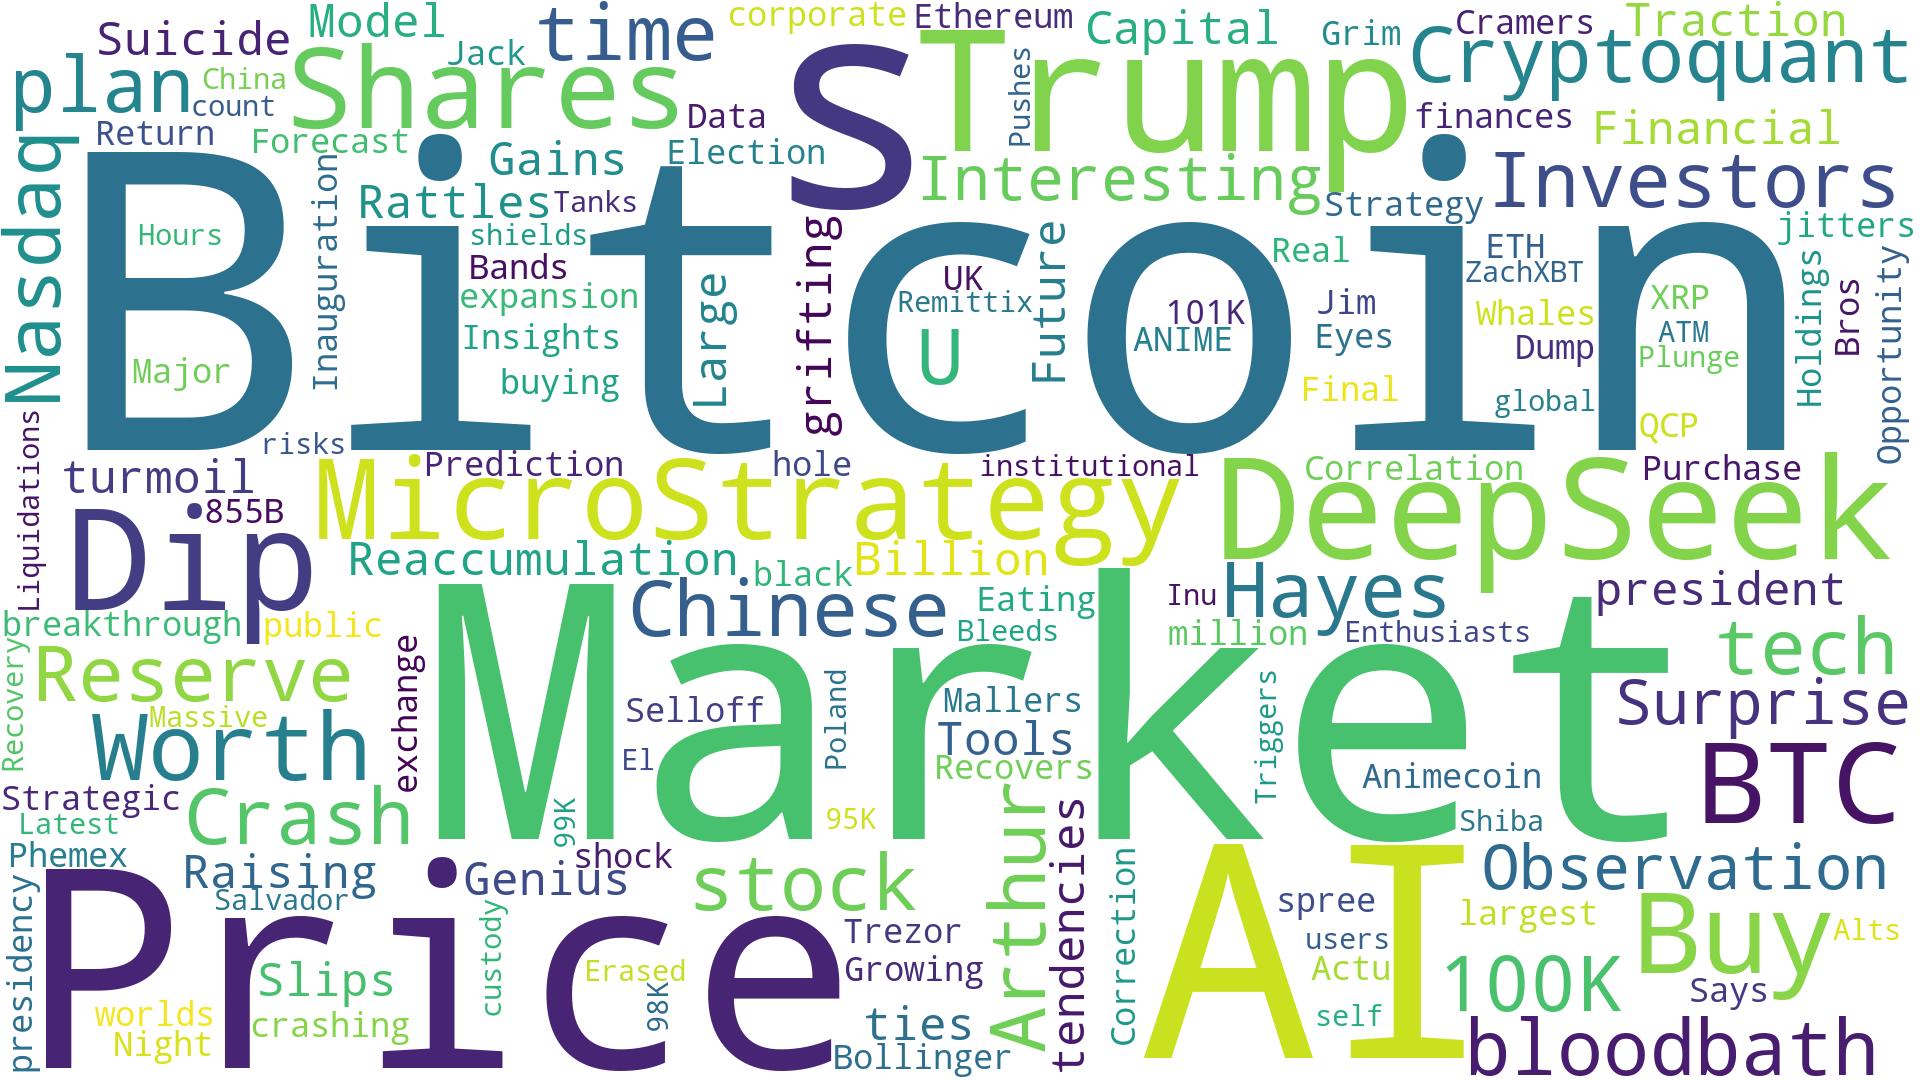 Suicide
Model
Jack
time
corporate
Ethereum
Capital
Grim
Cramers
Traction
plan
China
count
Shares
s
Trump
Pushes
Cryptoquant
Return
Forecast
Data
finances
Financial
Nasdaq
Gains
Election
Interesting
Investors
Inauguration
Rattles
Tanks
Strategy
jitters
Bitcoin
Hours
shields
Bands
expansion
Insights
buying
Large
grifting
UK
Remittix
U
Future
101K
ANIME
Real
Jim
Eyes
Final
ETH
ZachXBT
Whales
Dump
global
XRP
ATM
Plunge
QCP
Holdings
Bros
Opportunity
Major
risks
Liquidations
turmoil
Prediction
hole
institutional
Correlation
Purchase
855B
MicroStrategy
DeepSeek
Dip
Reaccumulation
Billion
black
Chinese
Eating
Bleeds
Inu
Hayes
million
Enthusiasts
president
breakthrough
public
tech
Recovery
Reserve
exchange
Market
Selloff
Poland
Mallers
Triggers
Surprise
Massive
Worth
El
Tools
Recovers
Animecoin
BTC
Strategic
Latest
Crash
99K
95K
Shiba
Phemex
Raising
Salvador
Genius
shock
stock
Arthur
tendencies
Correction
AI
Observation
presidency
Price
custody
Trezor
Growing
spree
users
Actu
self
largest
Buy
Alts
Slips
Erased
98K
100K
Says
worlds
Night
crashing
ties
Bollinger
bloodbath